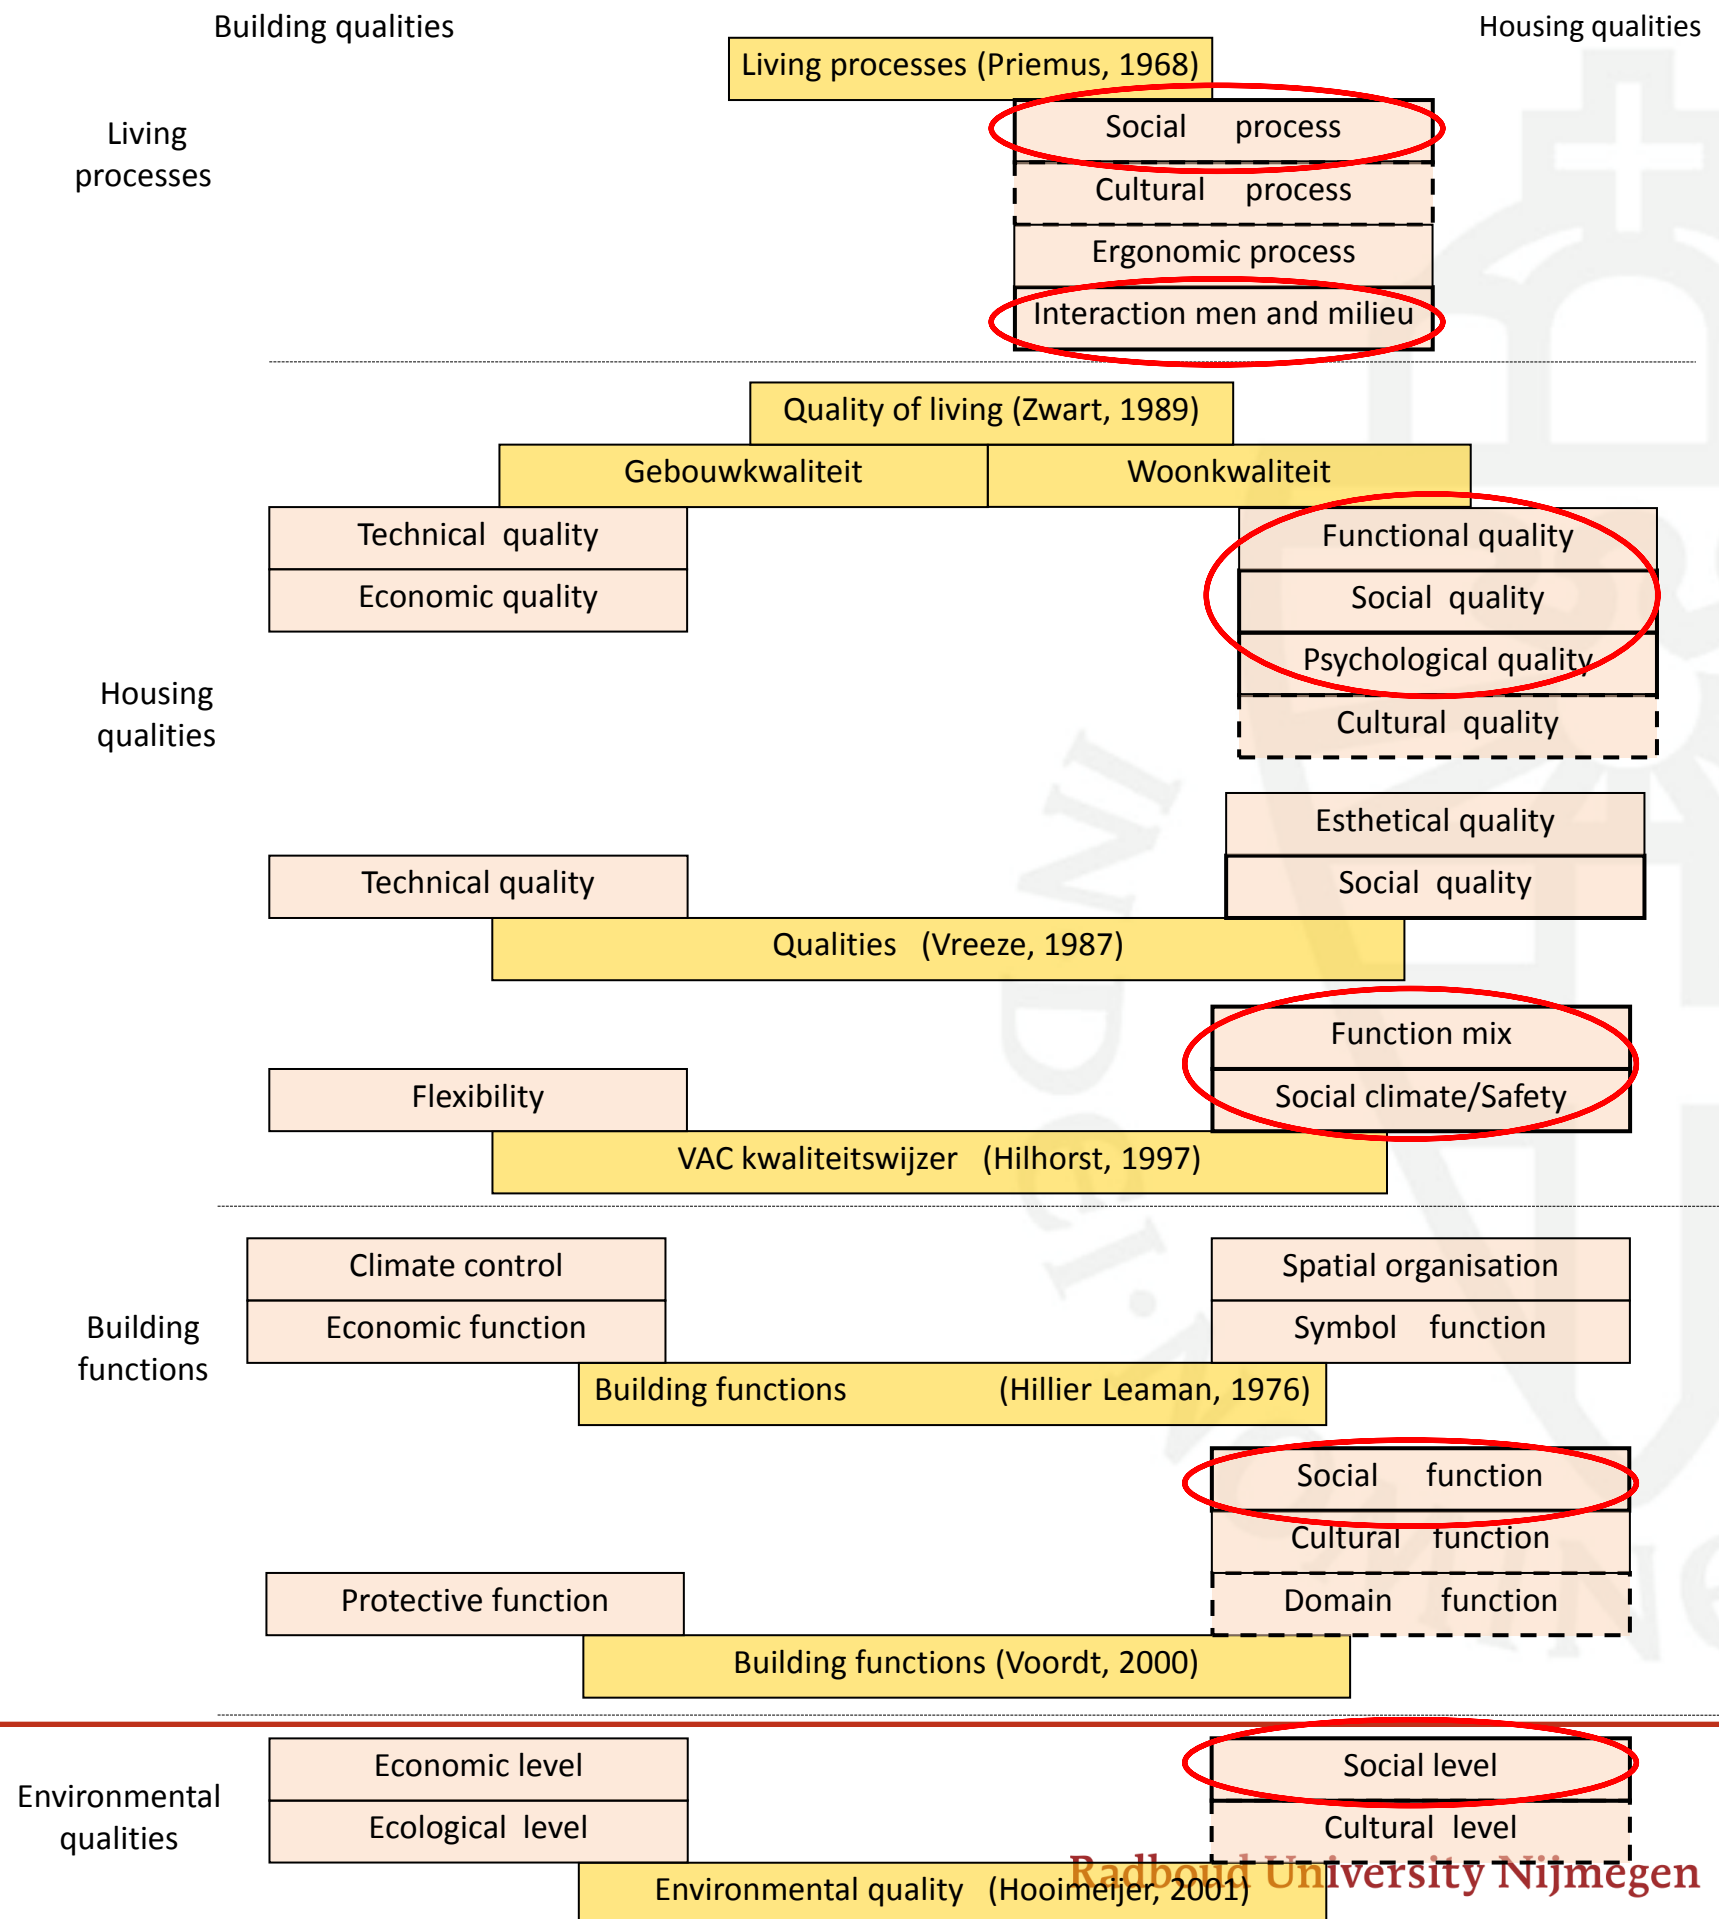 Building qualities
Housing qualities
Living processes (Priemus, 1968)
Living
processes
Social process
Cultural process
Ergonomic process
Interaction men and milieu
Quality of living (Zwart, 1989)
Gebouwkwaliteit
Woonkwaliteit
Technical quality
Functional quality
Economic quality
Social quality
Psychological quality
Housing
qualities
Cultural quality
Esthetical quality
Technical quality
Social quality
Qualities (Vreeze, 1987)
Function mix
Flexibility
Social climate/Safety
VAC kwaliteitswijzer (Hilhorst, 1997)
Climate control
Spatial organisation
Building
functions
Economic function
Symbol function
Building functions (Hillier Leaman, 1976)
Social function
Cultural function
Protective function
Domain function
Building functions (Voordt, 2000)
Economic level
Social level
Environmental
qualities
Ecological level
Cultural level
Radboud University Nijmegen
Environmental quality (Hooimeijer, 2001)